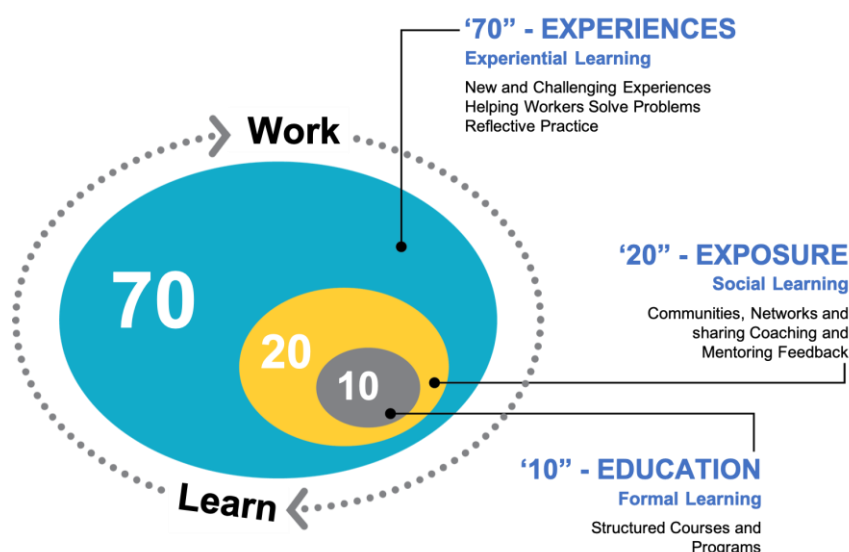 ‘70” - EXPERIENCES
Experiential Learning
New and Challenging Experiences
Helping Workers Solve Problems
Reflective Practice
Work
70
‘20” - EXPOSURE
Social Learning
Communities, Networks and
sharing Coaching and
Mentoring Feedback
20
10
‘10” - EDUCATION
Formal Learning
Structured Courses and
Programs
Learn